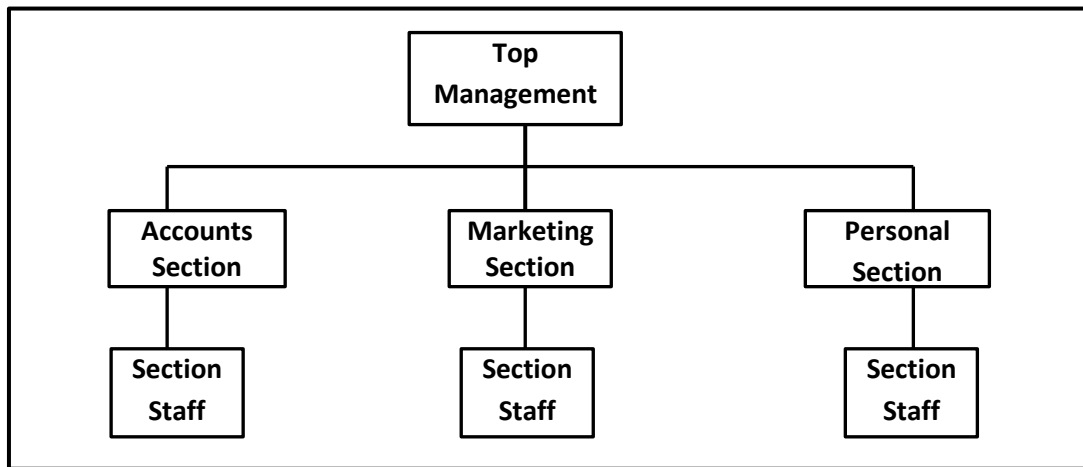 Top
Management
Accounts
Section
Marketing
Section
Personal
Section
Section
Staff
Section
Staff
Section
Staff